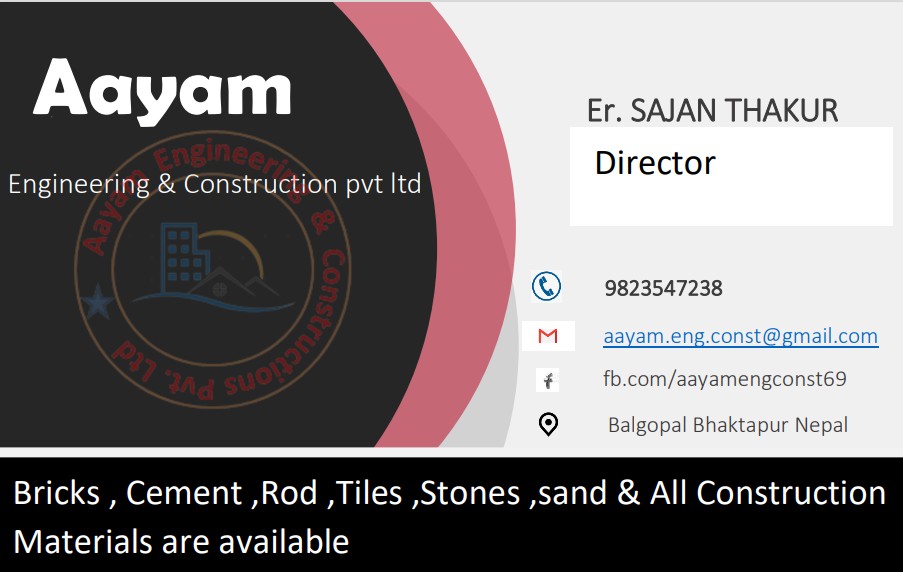 Aayam
Engineering & Construction pvt ltd
Aayam Engineering & Constructions pvt. Ltd
Er. SAJAN THAKUR
Director
9823547238
aayam.eng.const@gmail.com
fb.com/aayamengconst69
Balgopal Bhaktapur Nepal
Bricks , Cement ,Rod ,Tiles ,Stones ,sand & All Construction
Materials are available